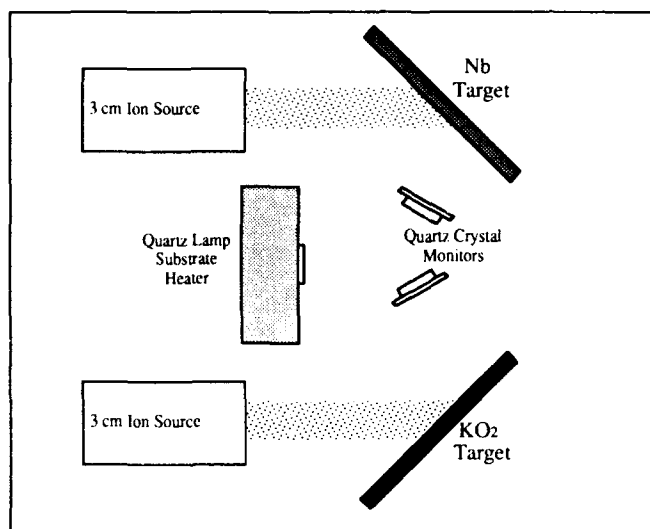 3 cm Ion Source
Nb
Target
Quartz Lamp
Substrate
Heater
Quartz Crystal
Monitors
3 cm Ion Source
KO2
Target